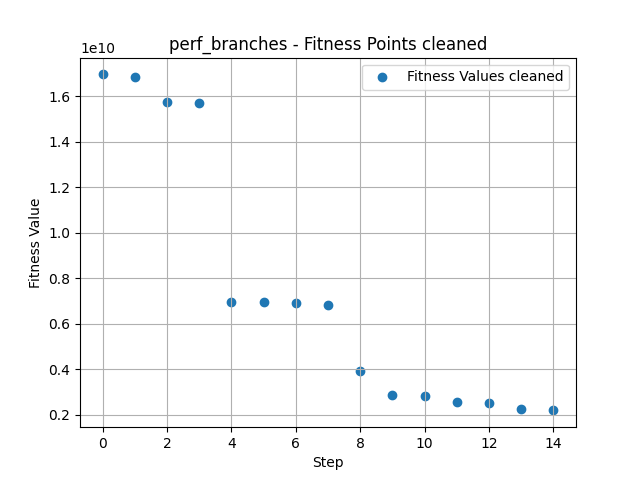 perf_branches - Fitness Points cleaned
1e10
Fitness Values cleaned
1.6
1.4
1.2
1.0
0.8
0.6
0.4
0.2
Fitness Value
0 2 4 6 8 10 12 14
Step